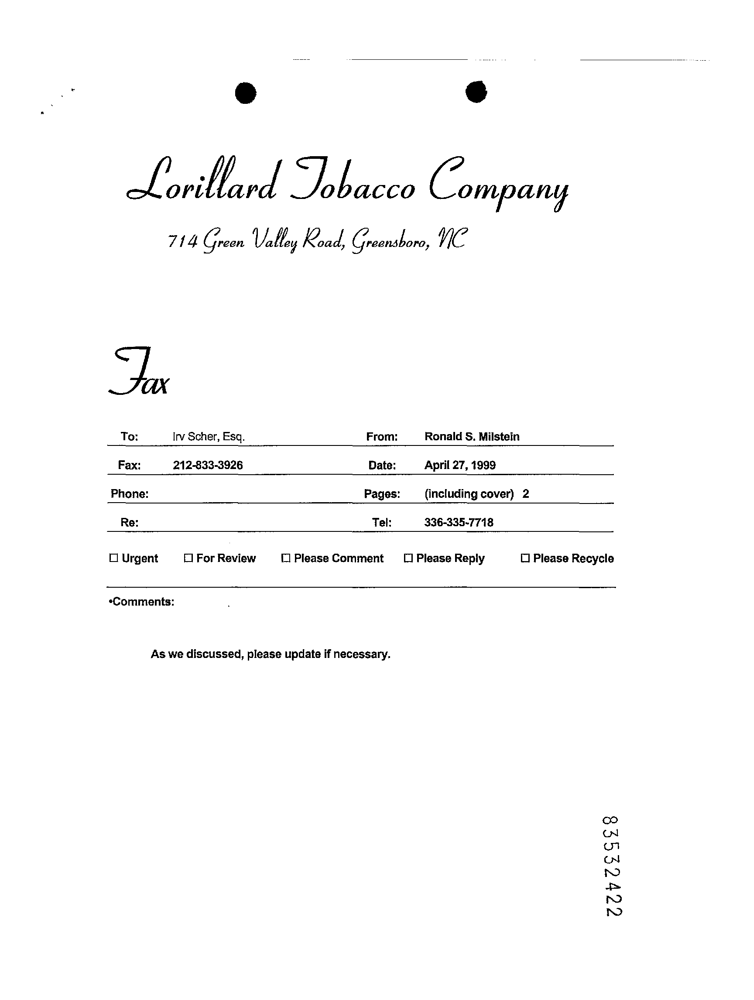 Lorillard Tobacco Company
714 Green Valley Road, Greensboro, NC
Fax
To: Irv Scher, Esq. From: Ronald S. Milstein
Fax: 212-833-3926 Date: April 27, 1999
Phone: Pages: (including cover) 2
Re: Tel: 336-335-7718
☐ Urgent ☐ For Review ☐ Please Comment ☐ Please Reply ☐ Please Recycle
•Comments:
As we discussed, please update if necessary.
83532422